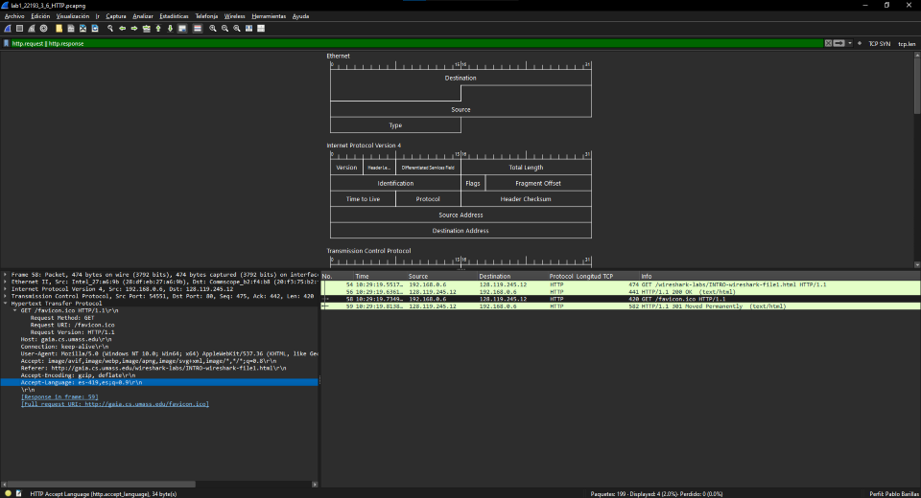 lab1_22193_3_6_HTTP.pcapng
Archivo Edición Visualización Ir Captura Analizar Estadísticas Telefonía Wireless Herramientas Ayuda
http.request || http.response
TCP SYN tcp.len
Ethernet
0 15 16 31
Destination
Source
Type
Internet Protocol Version 4
0 15 16 31
Version Header Le... Differentiated Services Field Total Length
Identification Flags Fragment Offset
Time to Live Protocol Header Checksum
Source Address
Destination Address
Transmission Control Protocol
0 15 16 31
Frame 58: Packet, 474 bytes on wire (3792 bits), 474 bytes captured (3792 bits) on interfac
Ethernet II, Src: Intel_27:a6:9b (28:df:eb:27:a6:9b), Dst: Commscope_b2:f4:b8
Internet Protocol Version 4, Src: 192.168.0.6, Dst: 128.119.245.12
Transmission Control Protocol, Src Port: 54551, Dst Port: 80, Seq: 475, Ack: 442, Len: 420
Hypertext Transfer Protocol
GET /favicon.ico HTTP/1.1\r\n
Request Method: GET
Request URI: /favicon.ico
Request Version: HTTP/1.1
Host: gaia.cs.umass.edu\r\n
Connection: keep-alive\r\n
User-Agent: Mozilla/5.0 (Windows NT 10.0; Win64; x64) AppleWebKit/537.36 (KHTML, like Ge
Accept: image/avif,image/webp,image/apng,image/svg+xml,image/*,*/*;q=0.8\r\n
Referer: http://gaia.cs.umass.edu/wireshark-labs/INTRO-wireshark-file1.html\r\n
Accept-Encoding: gzip, deflate\r\n
Accept-Language: es-419,es;q=0.9\r\n
\r\n
[Response in frame: 59]
[Full request URI: http://gaia.cs.umass.edu/favicon.ico]
No. Time Source Destination Protocol Longitud TCP Info
54 10:29:19.5517… 192.168.0.6 128.119.245.12 HTTP 474 GET /wireshark-labs/INTRO-wireshark-file1.html HTTP/1.1
56 10:29:19.6361… 128.119.245.12 192.168.0.6 HTTP 441 HTTP/1.1 200 OK (text/html)
58 10:29:19.7349… 192.168.0.6 128.119.245.12 HTTP 420 GET /favicon.ico HTTP/1.1
59 10:29:19.8138… 128.119.245.12 192.168.0.6 HTTP 502 HTTP/1.1 301 Moved Permanently (text/html)
HTTP Accept Language (http.accept_language), 34 byte(s)
Paquetes: 199 · Displayed: 4 (2.0%) · Perdido: 0 (0.0%)
Perfil: Pablo Barillas